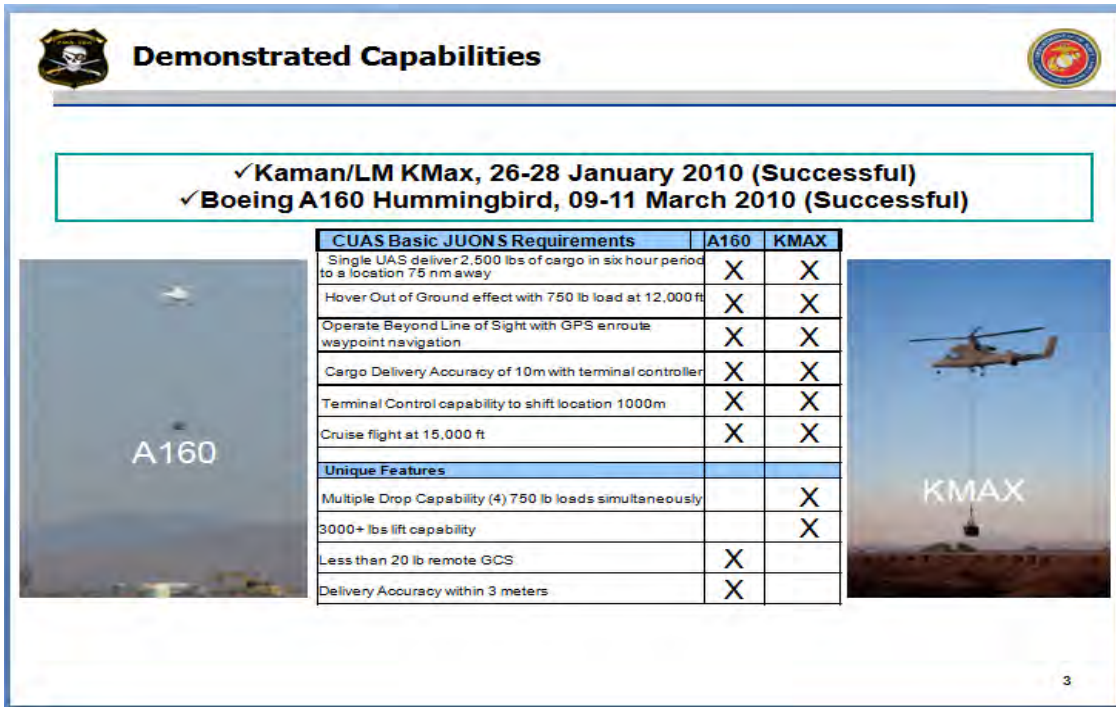 Demonstrated Capabilities
✓Kaman/LM KMax, 26-28 January 2010 (Successful)
✓Boeing A160 Hummingbird, 09-11 March 2010 (Successful)
CUAS Basic JUONS Requirements A160 KMAX
Single UAS deliver 2,500 lbs of cargo in six hour period
to a location 75 nm away X X
Hover Out of Ground effect with 750 lb load at 12,000 ft X X
Operate Beyond Line of Sight with GPS enroute
waypoint navigation X X
Cargo Delivery Accuracy of 10m with terminal controller X X
Terminal Control capability to shift location 1000m X X
Cruise flight at 15,000 ft X X
Unique Features
Multiple Drop Capability (4) 750 lb loads simultaneously X
3000+ lbs lift capability X
Less than 20 lb remote GCS X
Delivery Accuracy within 3 meters X
A160
KMAX
3